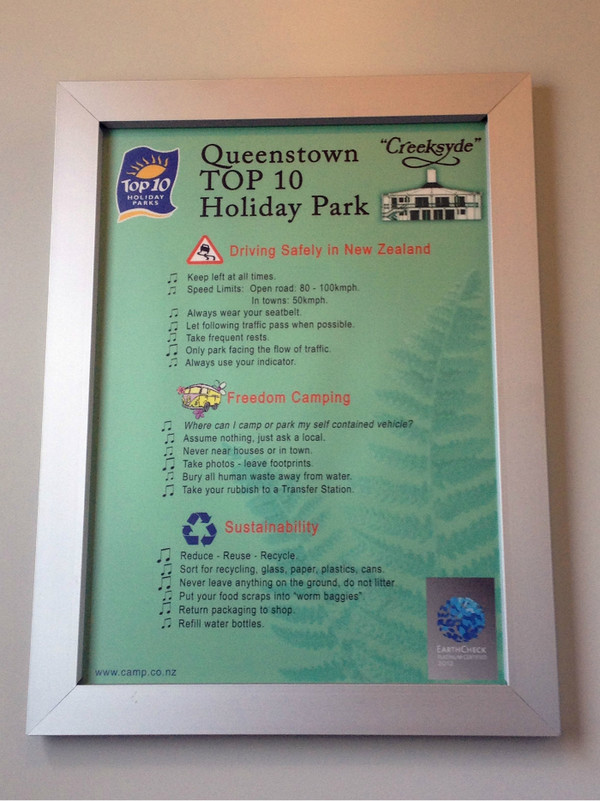 TOP 10
HOLIDAY
PARKS
Queenstown
TOP 10
Holiday Park
"Creeksyde"
Driving Safely in New Zealand
Keep left at all times.
Speed Limits: Open road: 80 - 100kmph.
In towns: 50kmph.
Always wear your seatbelt.
Let following traffic pass when possible.
Take frequent rests.
Only park facing the flow of traffic.
Always use your indicator.
Freedom Camping
Where can I camp or park my self contained vehicle?
Assume nothing, just ask a local.
Never near houses or in town.
Take photos - leave footprints.
Bury all human waste away from water.
Take your rubbish to a Transfer Station.
Sustainability
Reduce - Reuse - Recycle.
Sort for recycling, glass, paper, plastics, cans.
Never leave anything on the ground, do not litter.
Put your food scraps into "worm baggies"
Return packaging to shop.
Refill water bottles.
EARTHCHECK
PLATINUM CERTIFIED
2012
www.camp.co.nz